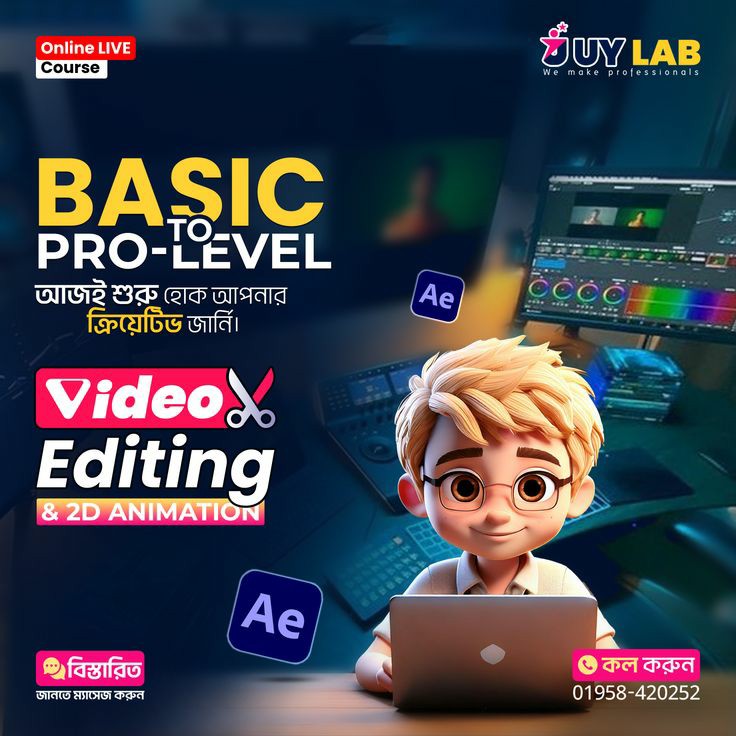 Online LIVE
Course
JUY LAB
We make professionals
BASIC
TO
PRO-LEVEL
আজই শুরু হোক আপনার
ক্রিয়েটিভ জার্নি।
Video
Editing
& 2D ANIMATION
Ae
Ae
বিস্তারিত
জানতে ম্যাসেজ করুন
কল করুন
01958-420252